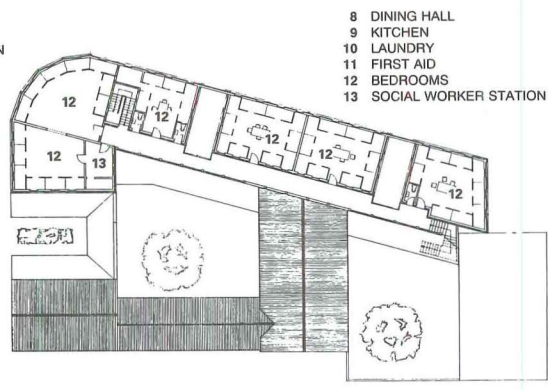 8 DINING HALL
9 KITCHEN
10 LAUNDRY
11 FIRST AID
12 BEDROOMS
13 SOCIAL WORKER STATION
N
12
12
12
12
12
13
12